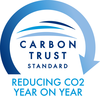 CARBON
TRUST
STANDARD
REDUCING CO2
YEAR ON YEAR